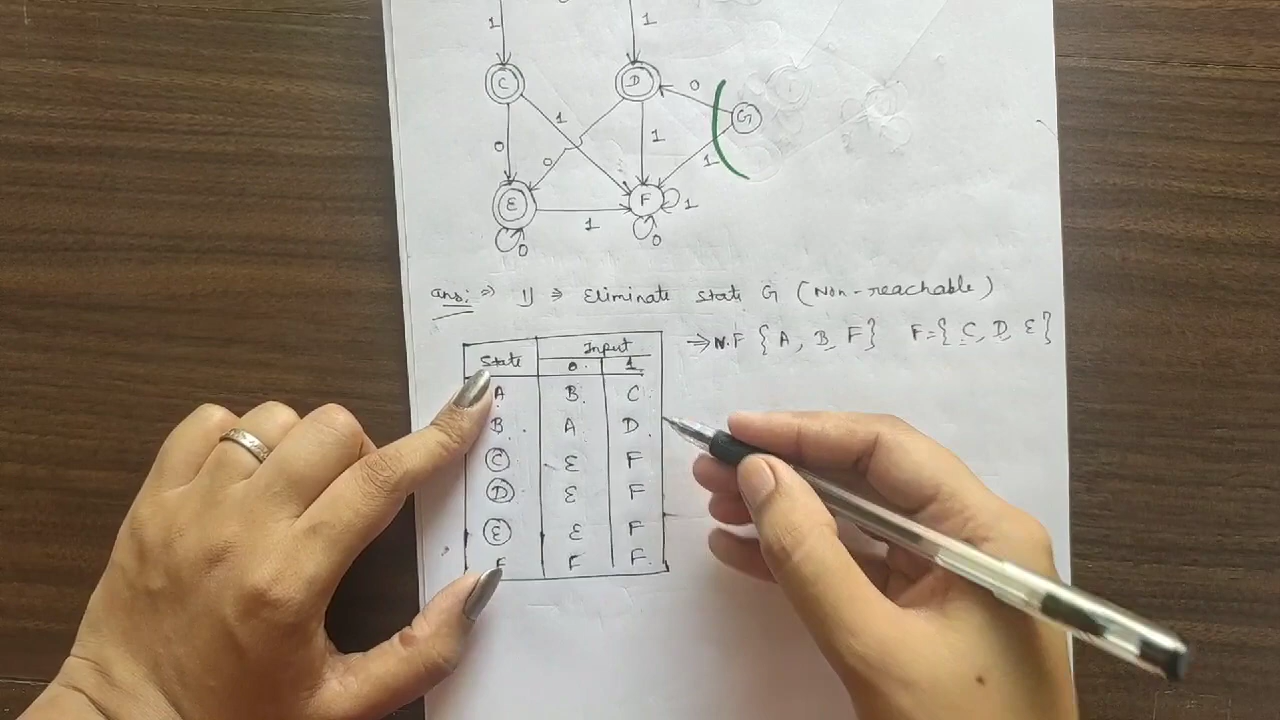 0
1 1
C D
0
G
1
1
0
0
1
E F
1
1
0 0
ans: ⇒ 1) ⇒ Eliminate state G (Non-reachable)
→ N.F {A, B, F} F={C, D, E}
State Input
0 1
A B C
B A D
C E F
D E F
E E F
F F F